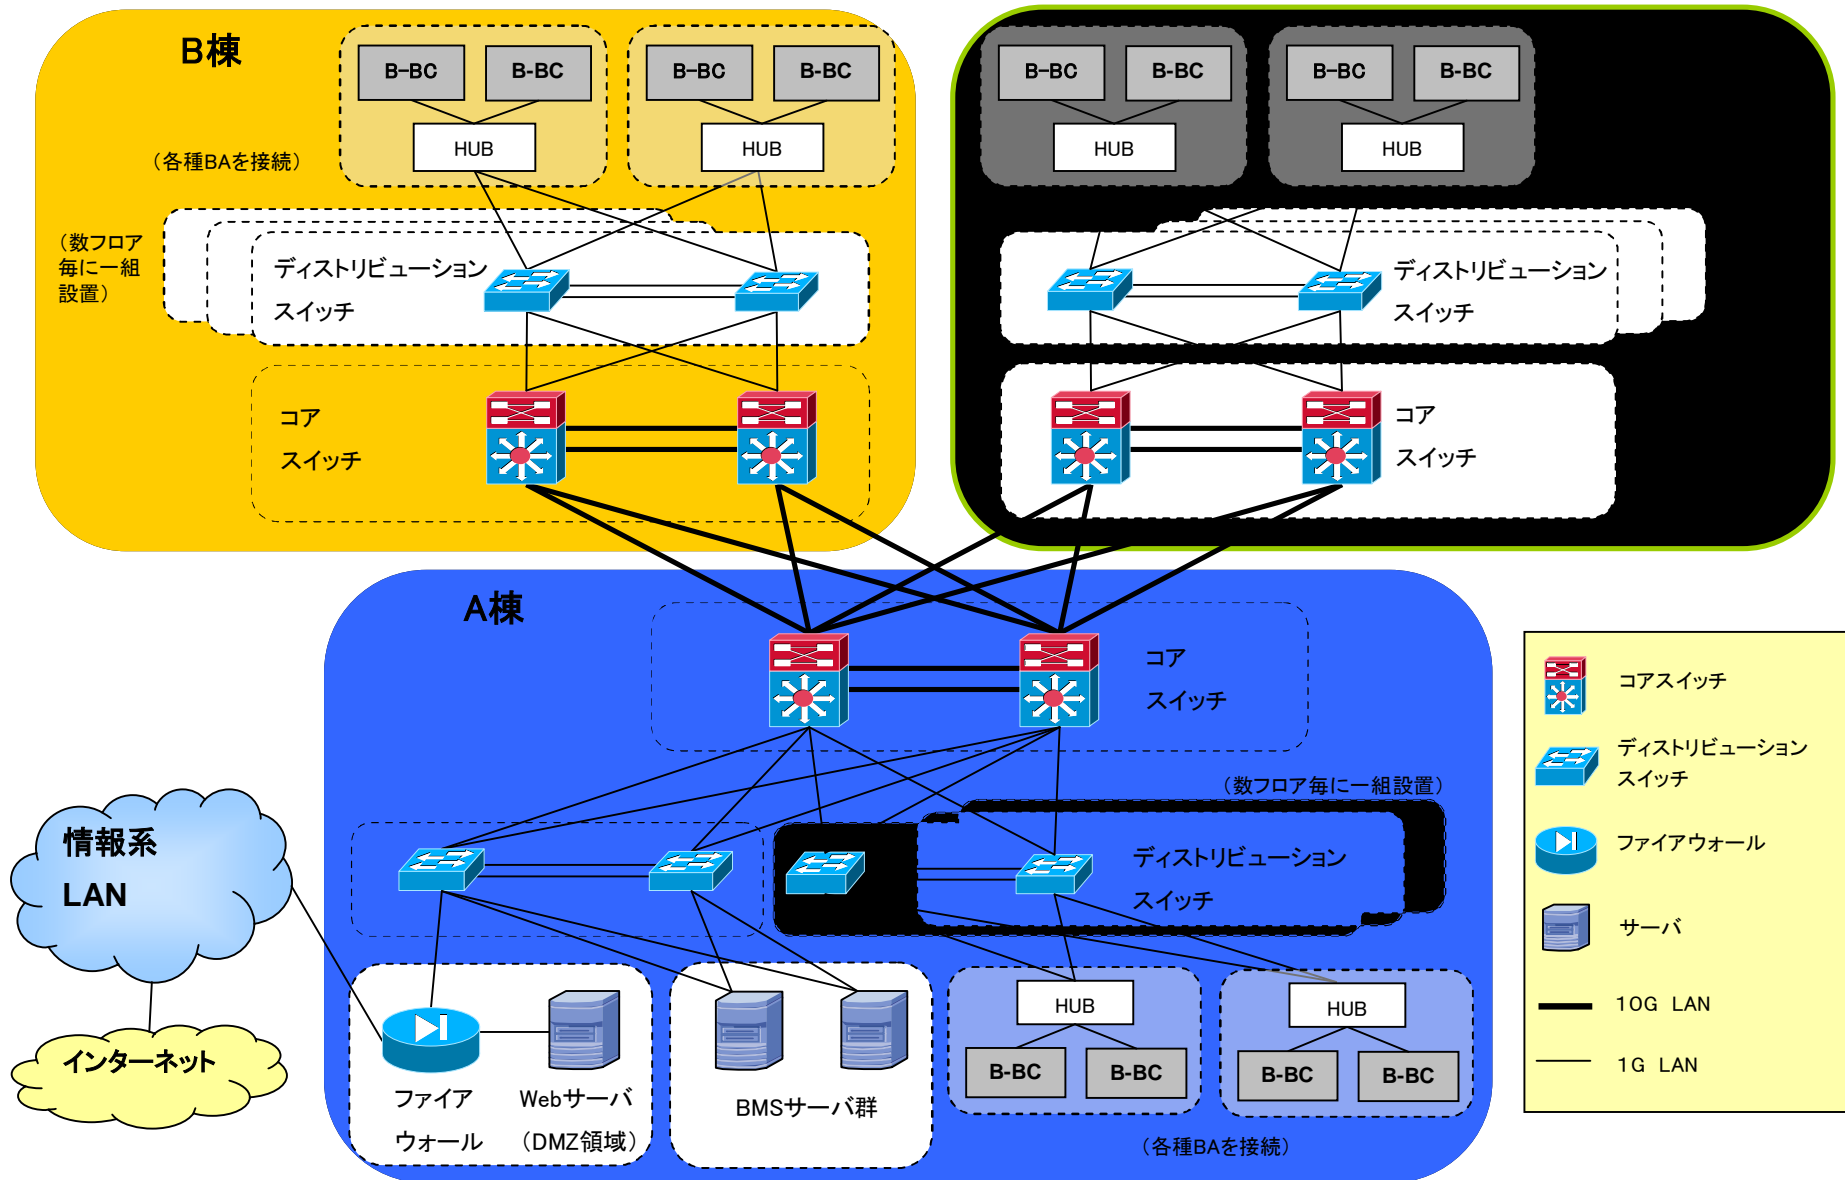 B棟
B-BC
B-BC
B-BC
B-BC
HUB
HUB
（各種BAを接続）
（数フロア
毎に一組
設置）
ディストリビューション
スイッチ
コア
スイッチ
B-BC
B-BC
B-BC
B-BC
HUB
HUB
ディストリビューション
スイッチ
コア
スイッチ
A棟
コア
スイッチ
（数フロア毎に一組設置）
ディストリビューション
スイッチ
情報系
LAN
インターネット
ファイア
ウォール
Webサーバ
（DMZ領域）
BMSサーバ群
HUB
HUB
B-BC
B-BC
B-BC
B-BC
（各種BAを接続）
コアスイッチ
ディストリビューション
スイッチ
ファイアウォール
サーバ
10G LAN
1G LAN